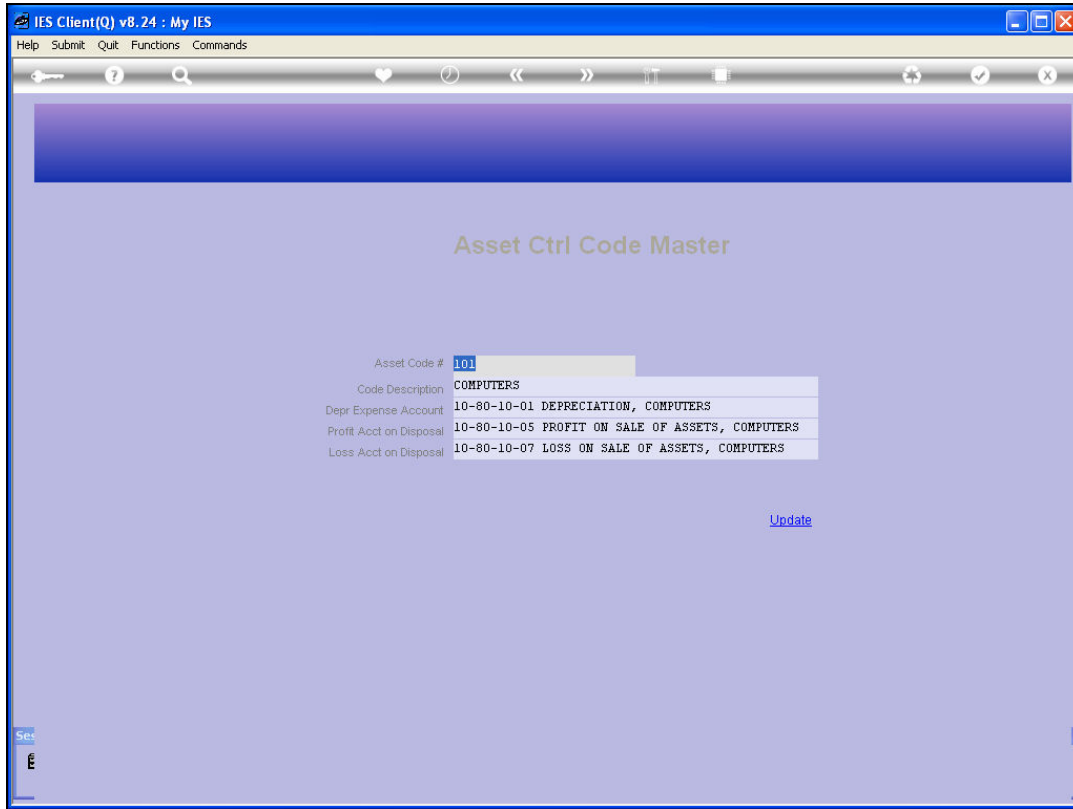 IES Client(Q) v8.24 : My IES
Help Submit Quit Functions Commands
Asset Ctrl Code Master
Asset Code # 101
Code Description COMPUTERS
Depr Expense Account 10-80-10-01 DEPRECIATION, COMPUTERS
Profit Acct on Disposal 10-80-10-05 PROFIT ON SALE OF ASSETS, COMPUTERS
Loss Acct on Disposal 10-80-10-07 LOSS ON SALE OF ASSETS, COMPUTERS
Update
Ses